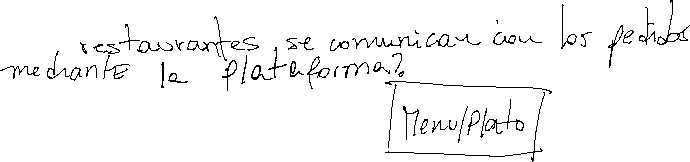 restaurantes se comunican con los pedidos
mediante la plataforma?
Menu/Plato